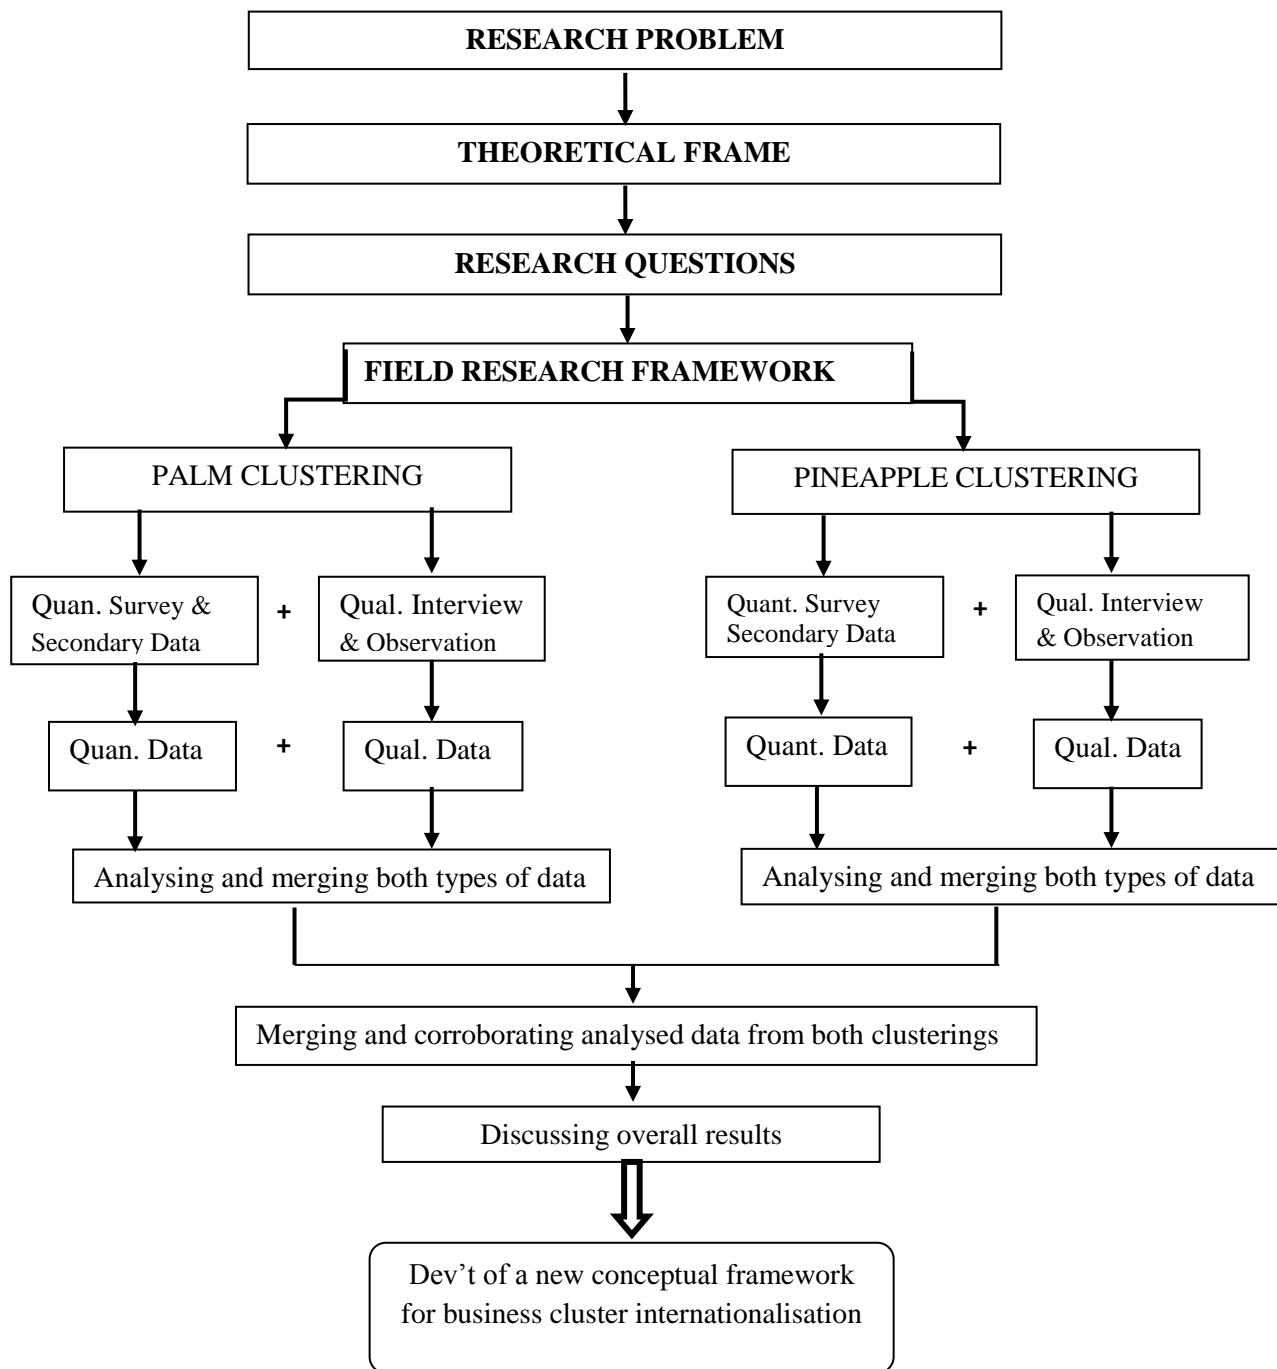 RESEARCH PROBLEM
THEORETICAL FRAME
RESEARCH QUESTIONS
FIELD RESEARCH FRAMEWORK
PALM CLUSTERING
PINEAPPLE CLUSTERING
Quan. Survey &
Secondary Data
+
Qual. Interview
& Observation
Quant. Survey
Secondary Data
+
Qual. Interview
& Observation
Quan. Data
+
Qual. Data
Quant. Data
+
Qual. Data
Analysing and merging both types of data
Analysing and merging both types of data
Merging and corroborating analysed data from both clusterings
Discussing overall results
Dev’t of a new conceptual framework
for business cluster internationalisation